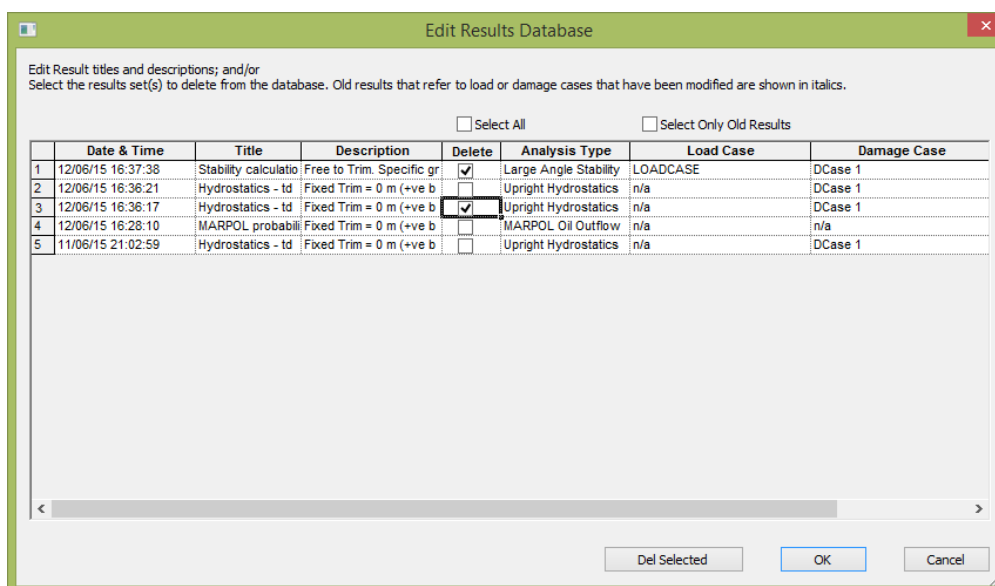 Edit Results Database
Edit Result titles and descriptions; and/or
Select the results set(s) to delete from the database. Old results that refer to load or damage cases that have been modified are shown in italics.
Select All Select Only Old Results
Date & Time Title Description Delete Analysis Type Load Case Damage Case
1 12/06/15 16:37:38 Stability calculatio Free to Trim. Specific gr Large Angle Stability LOADCASE DCase 1
2 12/06/15 16:36:21 Hydrostatics - td Fixed Trim = 0 m (+ve b Upright Hydrostatics n/a DCase 1
3 12/06/15 16:36:17 Hydrostatics - td Fixed Trim = 0 m (+ve b Upright Hydrostatics n/a DCase 1
4 12/06/15 16:28:10 MARPOL probabili Fixed Trim = 0 m (+ve b MARPOL Oil Outflow n/a n/a
5 11/06/15 21:02:59 Hydrostatics - td Fixed Trim = 0 m (+ve b Upright Hydrostatics n/a DCase 1
Del Selected OK Cancel